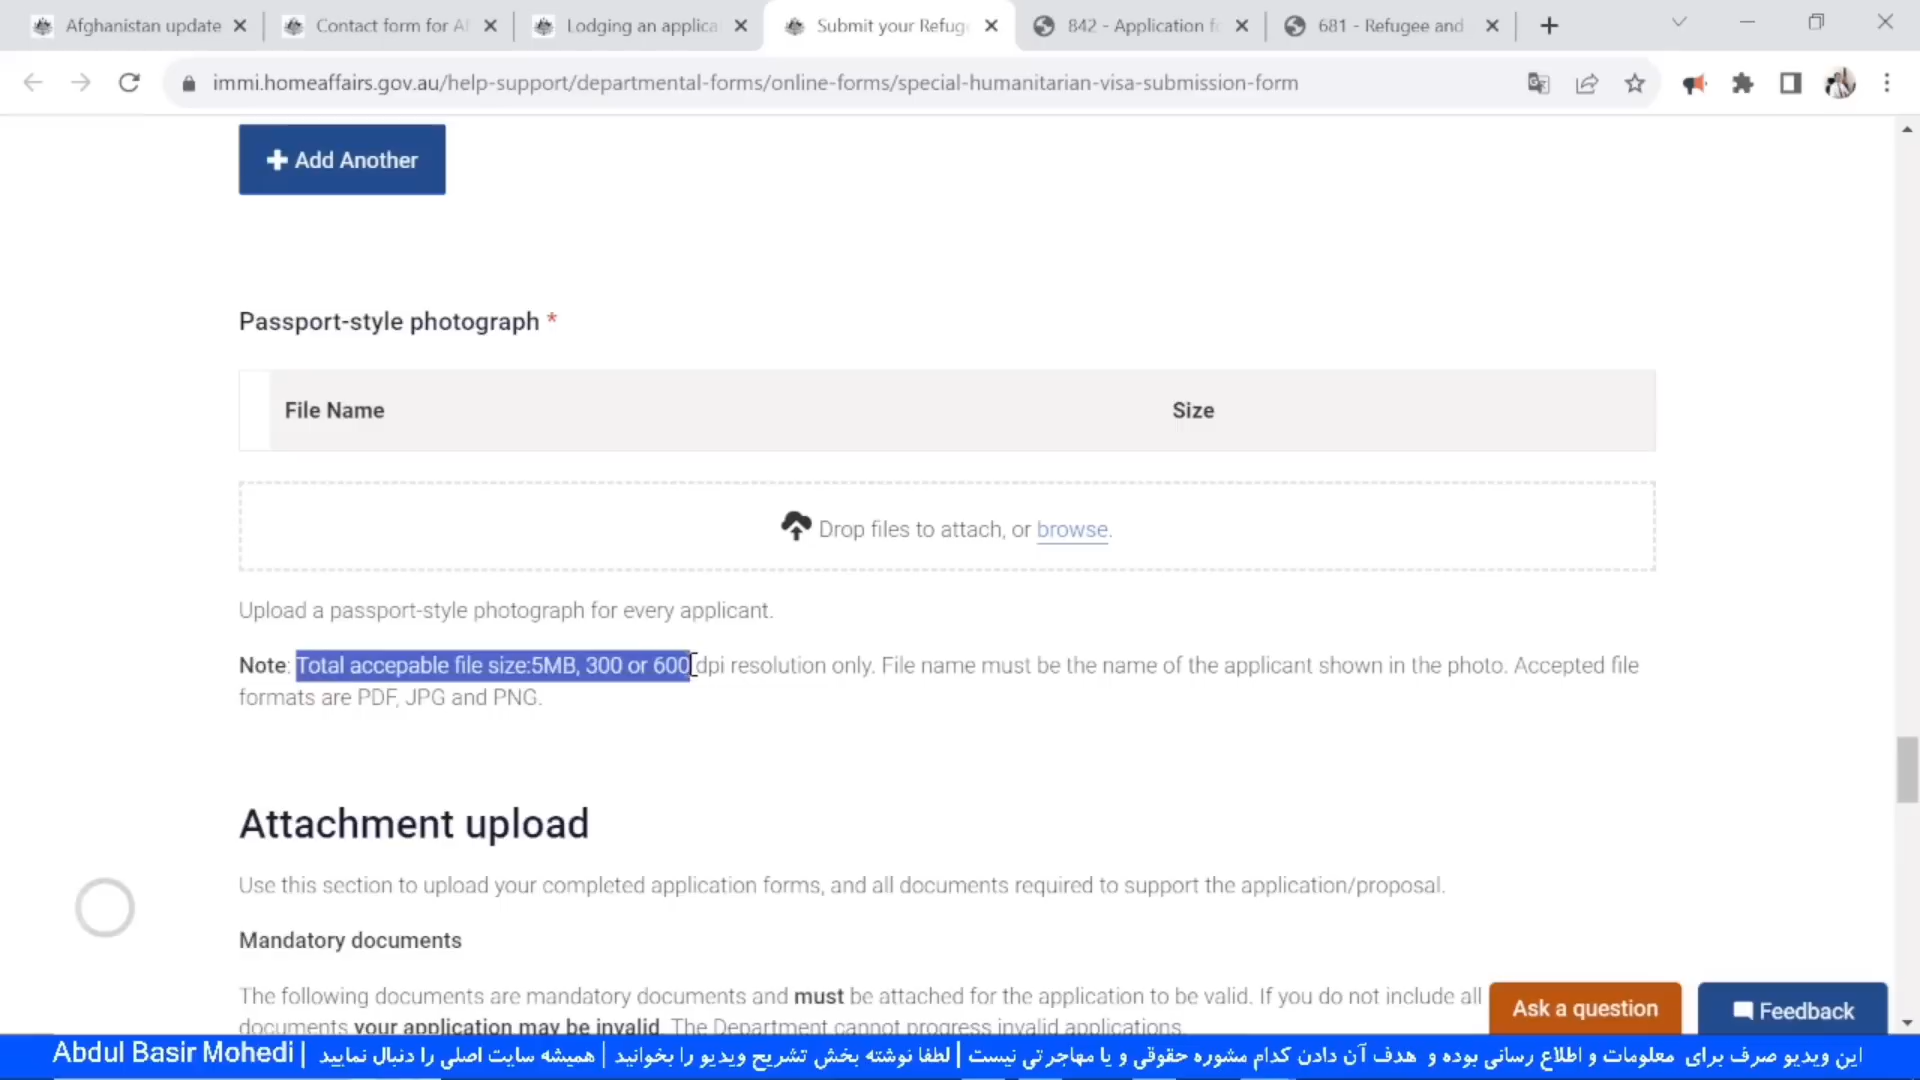 Afghanistan update
Contact form for Af
Lodging an applica
Submit your Refug
842 - Application fo
681 - Refugee and
immi.homeaffairs.gov.au/help-support/departmental-forms/online-forms/special-humanitarian-visa-submission-form
Add Another
Passport-style photograph *
File Name
Size
Drop files to attach, or browse.
Upload a passport-style photograph for every applicant.
Note: Total accepable file size:5MB, 300 or 600 dpi resolution only. File name must be the name of the applicant shown in the photo. Accepted file
formats are PDF, JPG and PNG.
Attachment upload
Use this section to upload your completed application forms, and all documents required to support the application/proposal.
Mandatory documents
The following documents are mandatory documents and must be attached for the application to be valid. If you do not include all
documents your application may be invalid. The Department cannot progress invalid applications.
Ask a question
Feedback
Abdul Basir Mohedi | این ویدیو صرف برای معلومات و اطلاع رسانی بوده و هدف آن دادن کدام مشوره حقوقی و یا مهاجرتی نیست | لطفا نوشته بخش تشریح ویدیو را بخوانید | همیشه سایت اصلی را دنبال نمایید